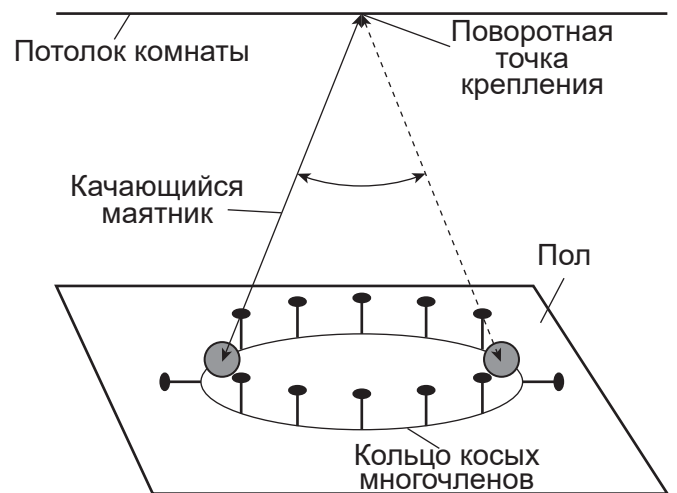 Потолок комнаты
Поворотная
точка
крепления
Качающийся
маятник
Пол
Кольцо косых
многочленов